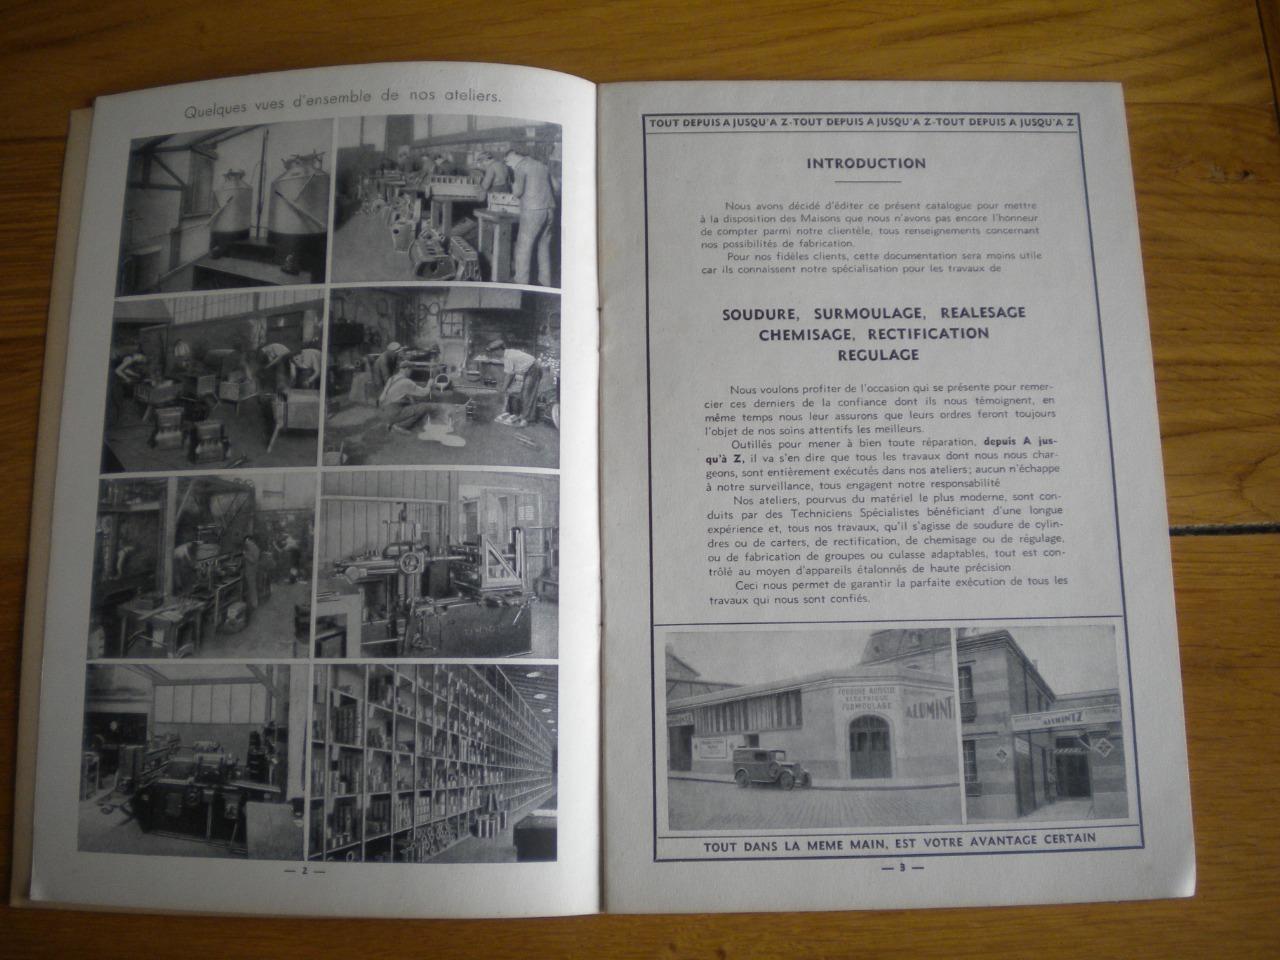 Quelques vues d'ensemble de nos ateliers.
— 2 —
TOUT DEPUIS A JUSQU'A Z-TOUT DEPUIS A JUSQU'A Z-TOUT DEPUIS A JUSQU'A Z
INTRODUCTION
Nous avons décidé d'éditer ce présent catalogue pour mettre
à la disposition des Maisons que nous n'avons pas encore l'honneur
de compter parmi notre clientèle, tous renseignements concernant
nos possibilités de fabrication.
Pour nos fidèles clients, cette documentation sera moins utile
car ils connaissent notre spécialisation pour les travaux de
SOUDURE, SURMOULAGE, REALESAGE
CHEMISAGE, RECTIFICATION
REGULAGE
Nous voulons profiter de l'occasion qui se présente pour remer-
cier ces derniers de la confiance dont ils nous témoignent, en
même temps nous leur assurons que leurs ordres feront toujours
l'objet de nos soins attentifs les meilleurs.
Outillés pour mener à bien toute réparation, depuis A jus-
qu'à Z, il va s'en dire que tous les travaux dont nous nous char-
geons, sont entièrement exécutés dans nos ateliers; aucun n'échappe
à notre surveillance, tous engagent notre responsabilité
Nos ateliers, pourvus du matériel le plus moderne, sont con-
duits par des Techniciens Spécialistes bénéficiant d'une longue
expérience et, tous nos travaux, qu'il s'agisse de soudure de cylin-
dres ou de carters, de rectification, de chemisage ou de régulage,
ou de fabrication de groupes ou culasse adaptables, tout est con-
trôlé au moyen d'appareils étalonnés de haute précision
Ceci nous permet de garantir la parfaite exécution de tous les
travaux qui nous sont confiés.
SOUDURE AUTOGENE
ELECTRIQUE
SURMOULAGE
ALUMINT
ALUMINTZ
TOUT DANS LA MEME MAIN, EST VOTRE AVANTAGE CERTAIN
— 3 —